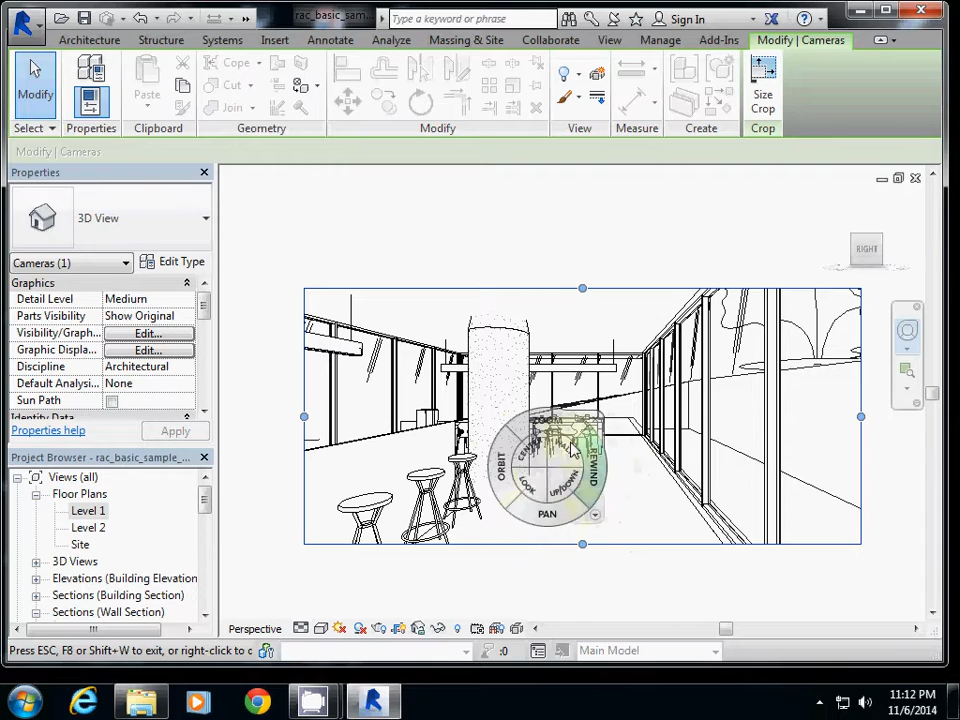 rac_basic_sam...
Type a keyword or phrase
Sign In
Architecture Structure Systems Insert Annotate Analyze Massing & Site Collaborate View Manage Add-Ins Modify | Cameras
Modify
Select
Properties
Paste
Clipboard
Cope
Cut
Join
Geometry
Modify
View
Measure
Create
Size
Crop
Crop
Modify | Cameras
Properties
3D View
Cameras (1)
Edit Type
Graphics
Detail Level Medium
Parts Visibility Show Original
Visibility/Graph... Edit...
Graphic Displa... Edit...
Discipline Architectural
Default Analysi... None
Sun Path
Identity Data
Properties help
Apply
Project Browser - rac_basic_sample_...
Views (all)
Floor Plans
Level 1
Level 2
Site
3D Views
Elevations (Building Elevation
Sections (Building Section)
Sections (Wall Section)
RIGHT
ZOOM
ORBIT
CENTER
REWIND
LOOK
UP/DOWN
PAN
Perspective
Press ESC, F8 or Shift+W to exit, or right-click to c
:0
Main Model
11:12 PM
11/6/2014